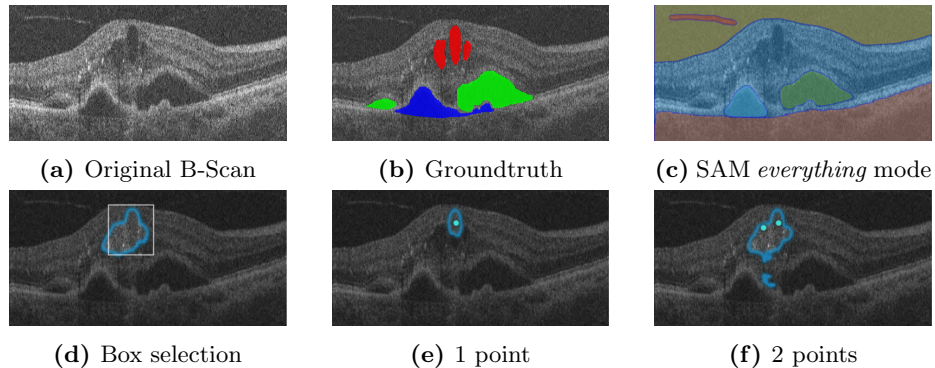 (a) Original B-Scan
(b) Groundtruth
(c) SAM everything mode
(d) Box selection
(e) 1 point
(f) 2 points